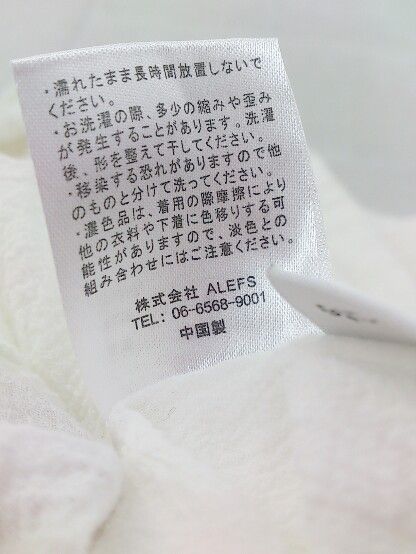 ・濡れたまま長時間放置しないで
ください。
・お洗濯の際、多少の縮みや歪み
が発生することがあります。洗濯
後、形を整えて干してください。
・移染する恐れがありますので他
のものと分けて洗ってください。
・濃色品は、着用の際摩擦により
他の衣料や下着に色移りする可
能性がありますので、淡色との
組み合わせにはご注意ください。
株式会社 ALEFS
TEL: 06-6568-9001
中国製